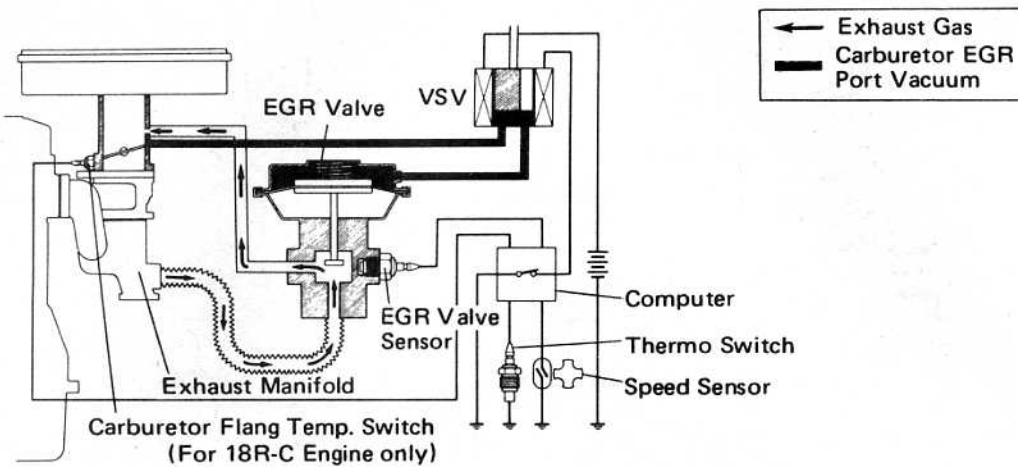 Exhaust Gas
Carburetor EGR
Port Vacuum
VSV
EGR Valve
EGR Valve
Sensor
Computer
Thermo Switch
Speed Sensor
Exhaust Manifold
Carburetor Flang Temp. Switch
(For 18R-C Engine only)